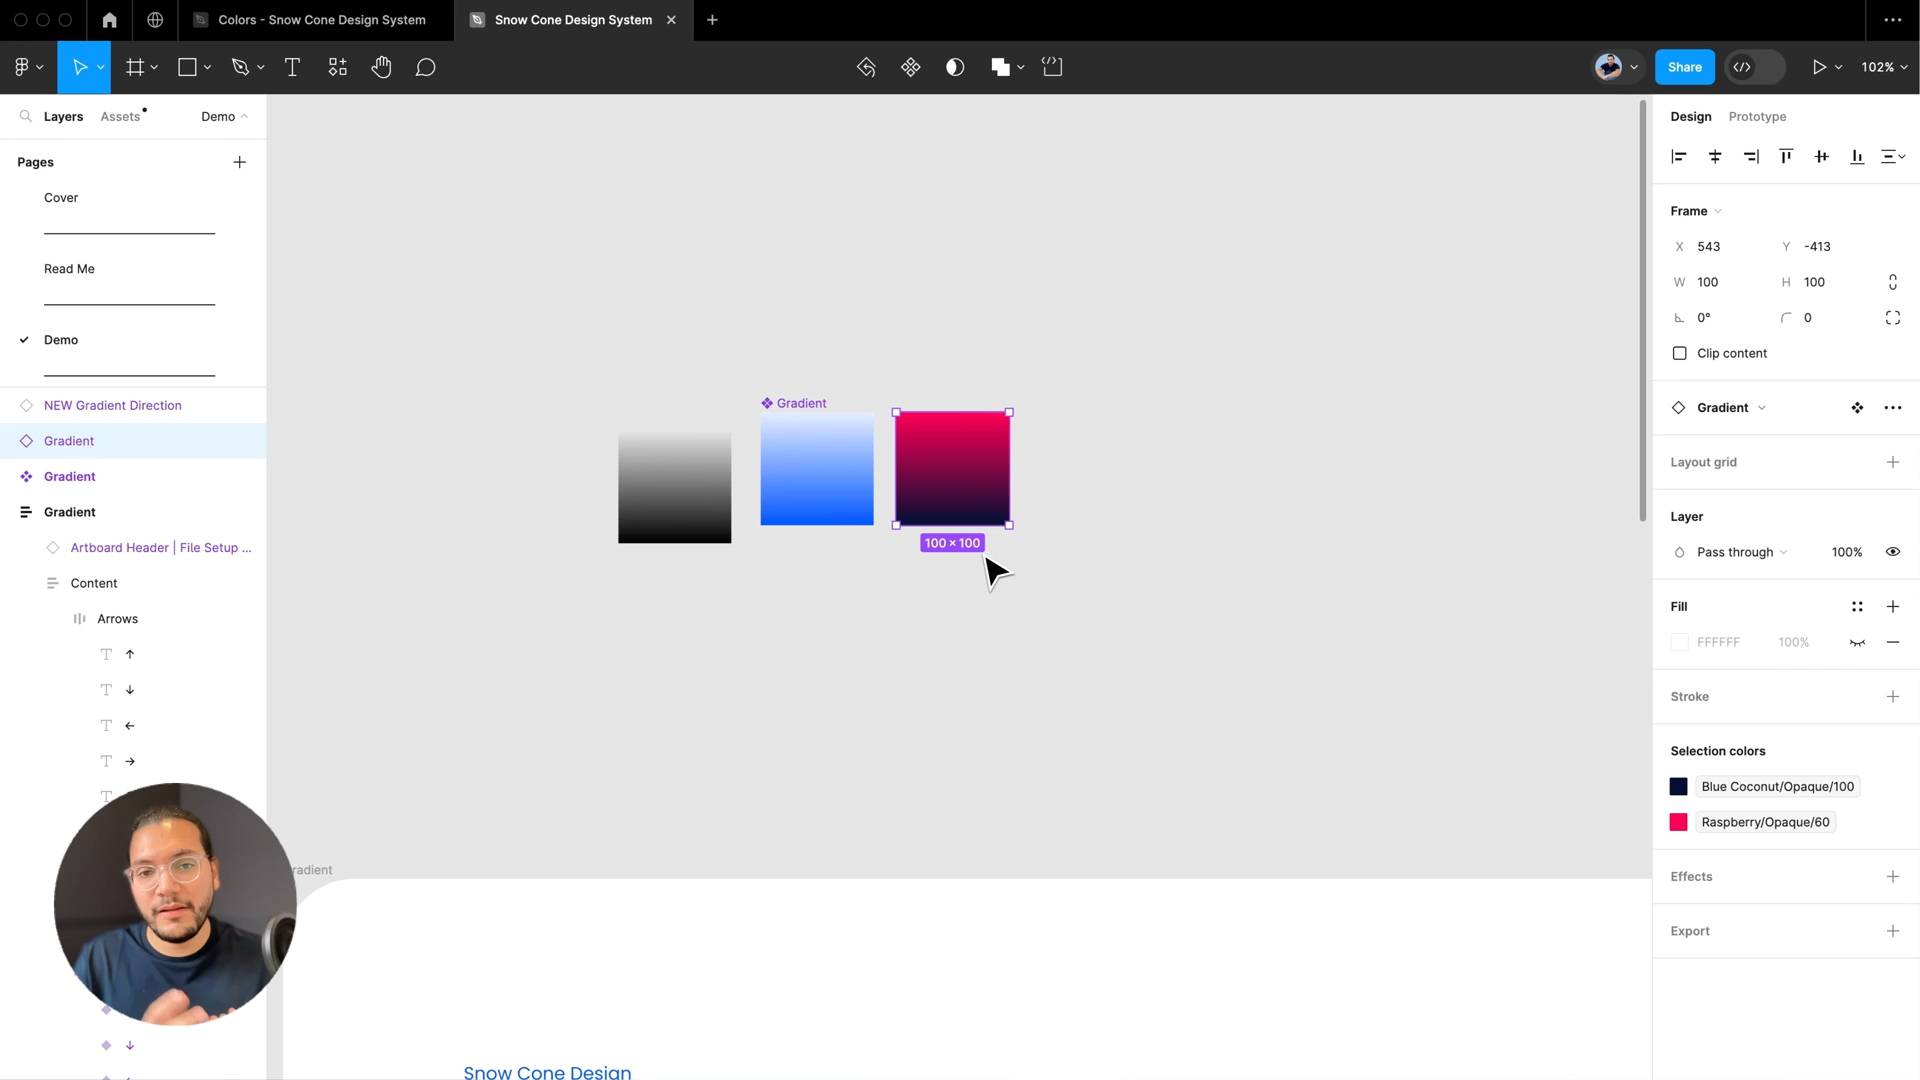 Colors - Snow Cone Design System
Snow Cone Design System
Share
102%
Layers
Assets
Demo
Pages
Cover
Read Me
Demo
NEW Gradient Direction
Gradient
Gradient
Gradient
Artboard Header | File Setup ...
Content
Arrows
T ↑
T ↓
T ←
T →
T
↓
Gradient
100 × 100
radient
Snow Cone Design
Design
Prototype
Frame
X 543
Y -413
W 100
H 100
0°
0
Clip content
Gradient
Layout grid
Layer
Pass through
100%
Fill
FFFFFF
100%
Stroke
Selection colors
Blue Coconut/Opaque/100
Raspberry/Opaque/60
Effects
Export